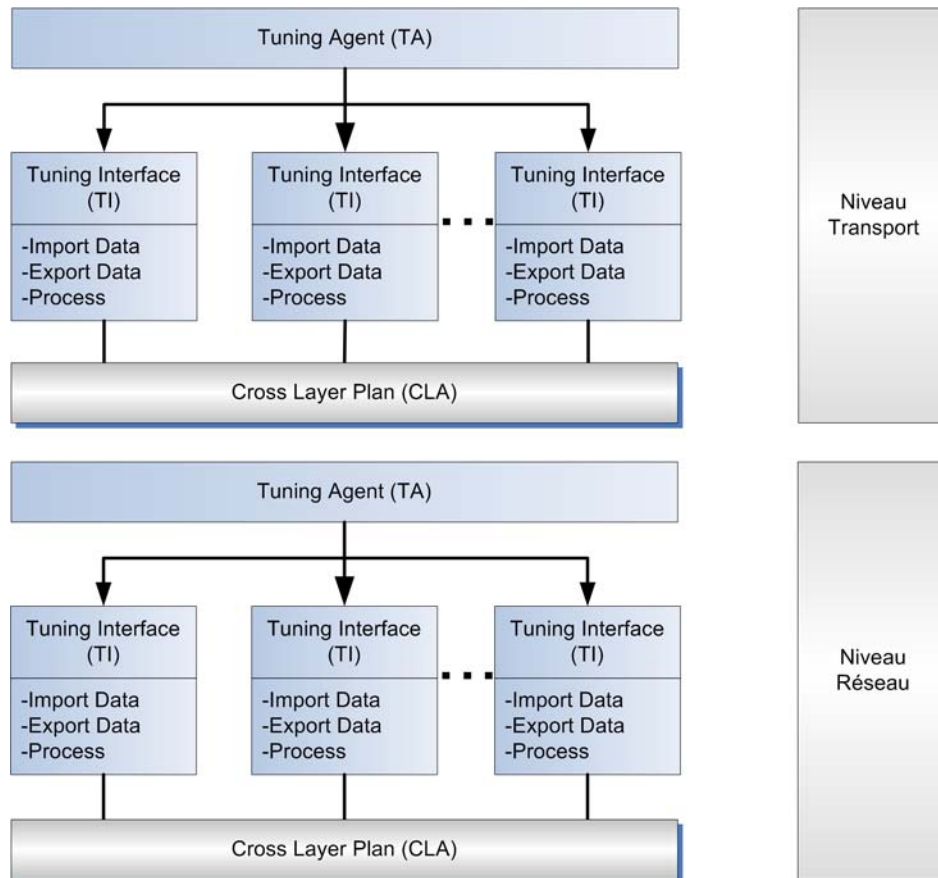 Tuning Agent (TA)
Tuning Interface
(TI)
-Import Data
-Export Data
-Process
Tuning Interface
(TI)
-Import Data
-Export Data
-Process
Tuning Interface
(TI)
-Import Data
-Export Data
-Process
Cross Layer Plan (CLA)
Niveau
Transport
Tuning Agent (TA)
Tuning Interface
(TI)
-Import Data
-Export Data
-Process
Tuning Interface
(TI)
-Import Data
-Export Data
-Process
Tuning Interface
(TI)
-Import Data
-Export Data
-Process
Cross Layer Plan (CLA)
Niveau
Réseau